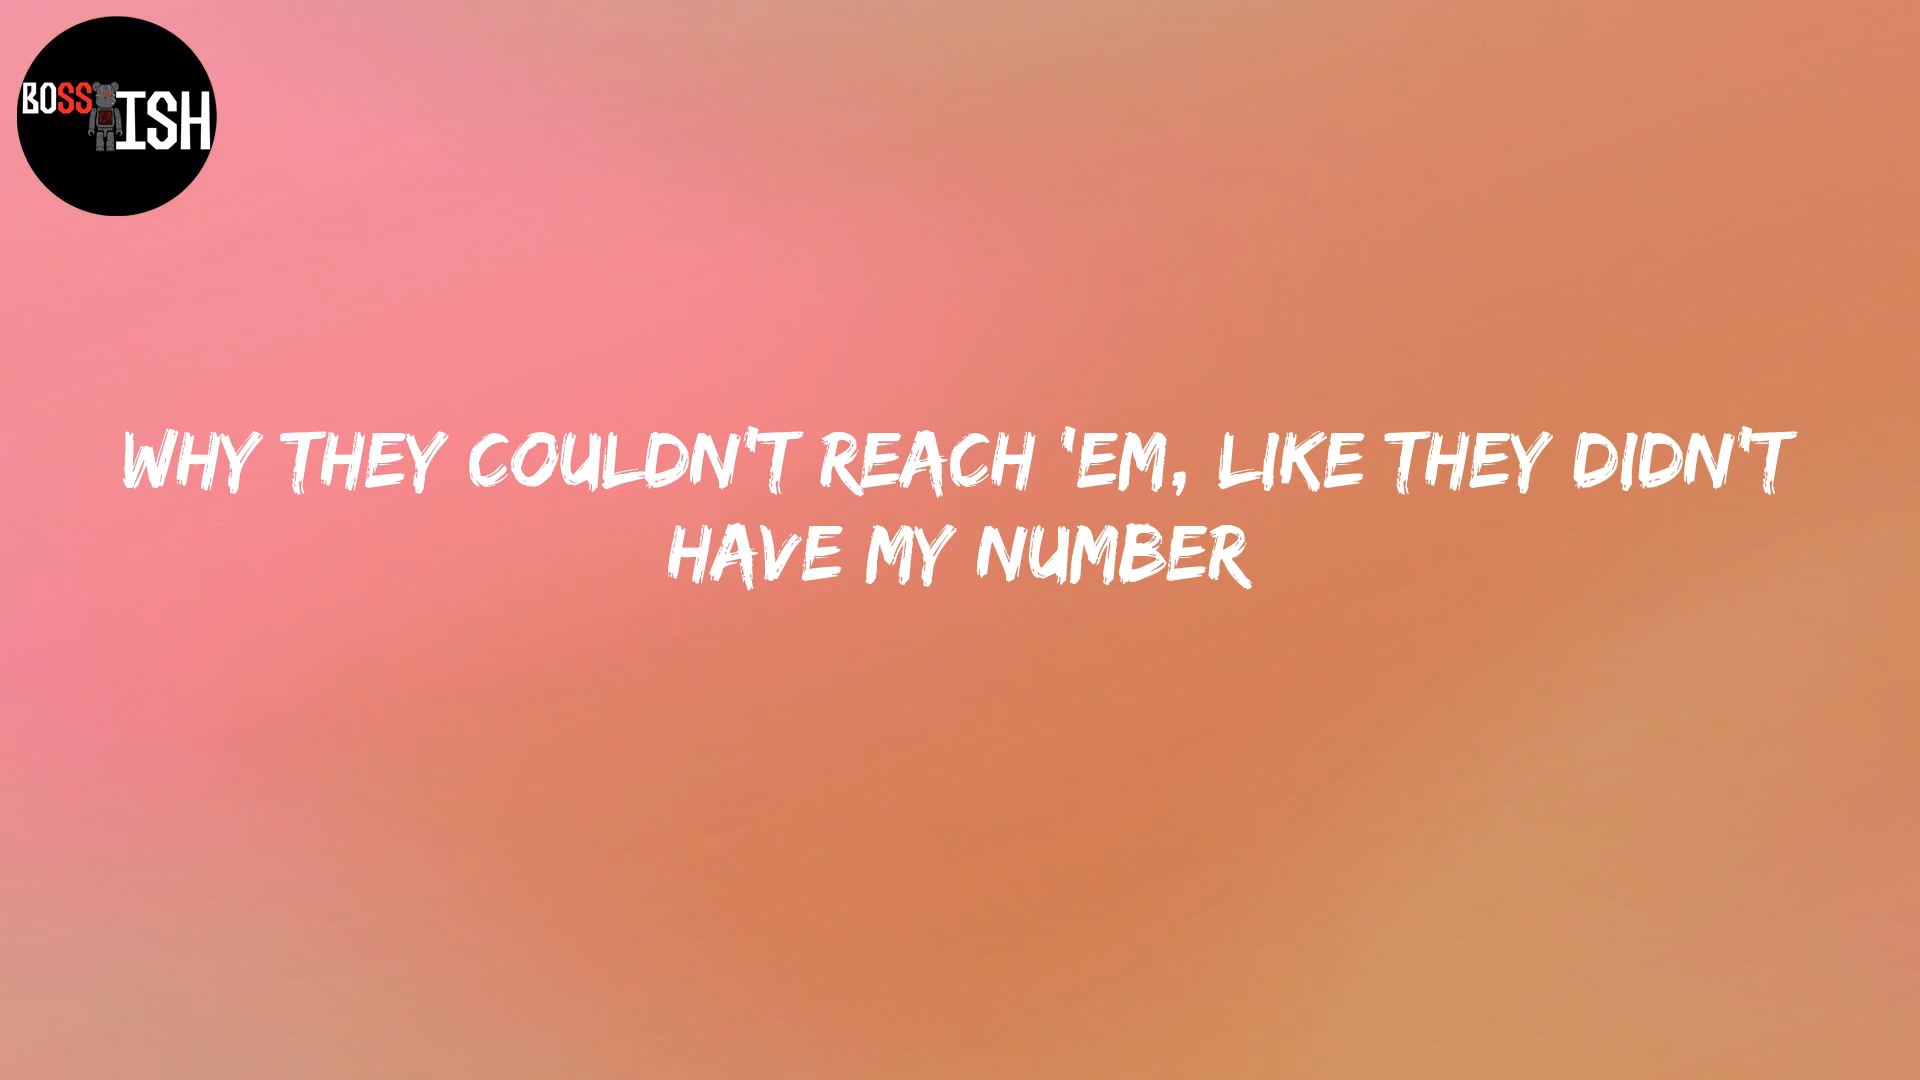 BOSS ISH
WHY THEY COULDN'T REACH 'EM, LIKE THEY DIDN'T
HAVE MY NUMBER